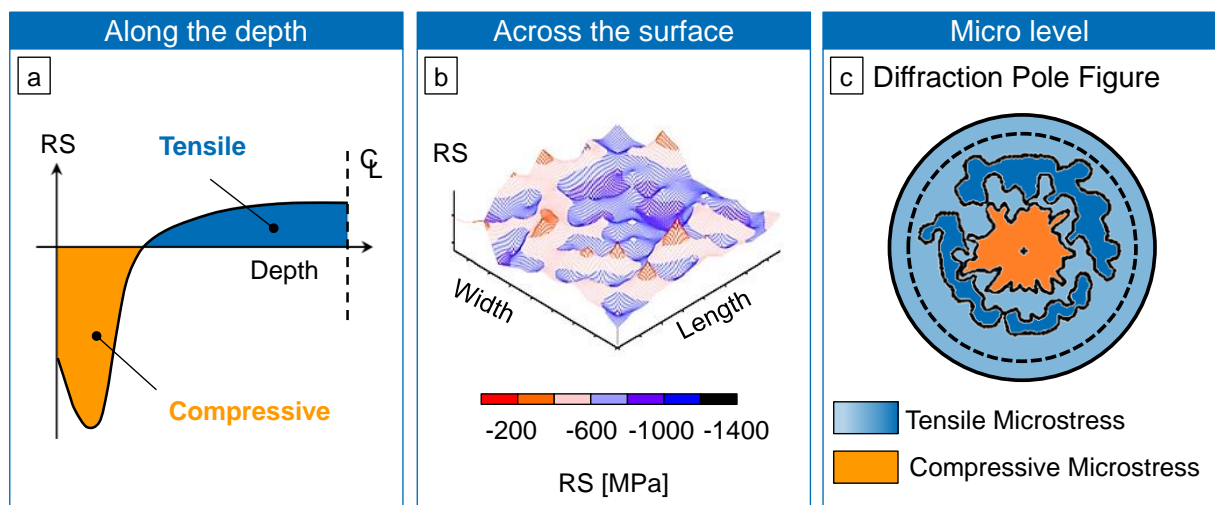 Along the depth
a
RS
Tensile
℄
Depth
Compressive
Across the surface
b
RS
Width
Length
-200 -600 -1000 -1400
RS [MPa]
Micro level
c Diffraction Pole Figure
Tensile Microstress
Compressive Microstress